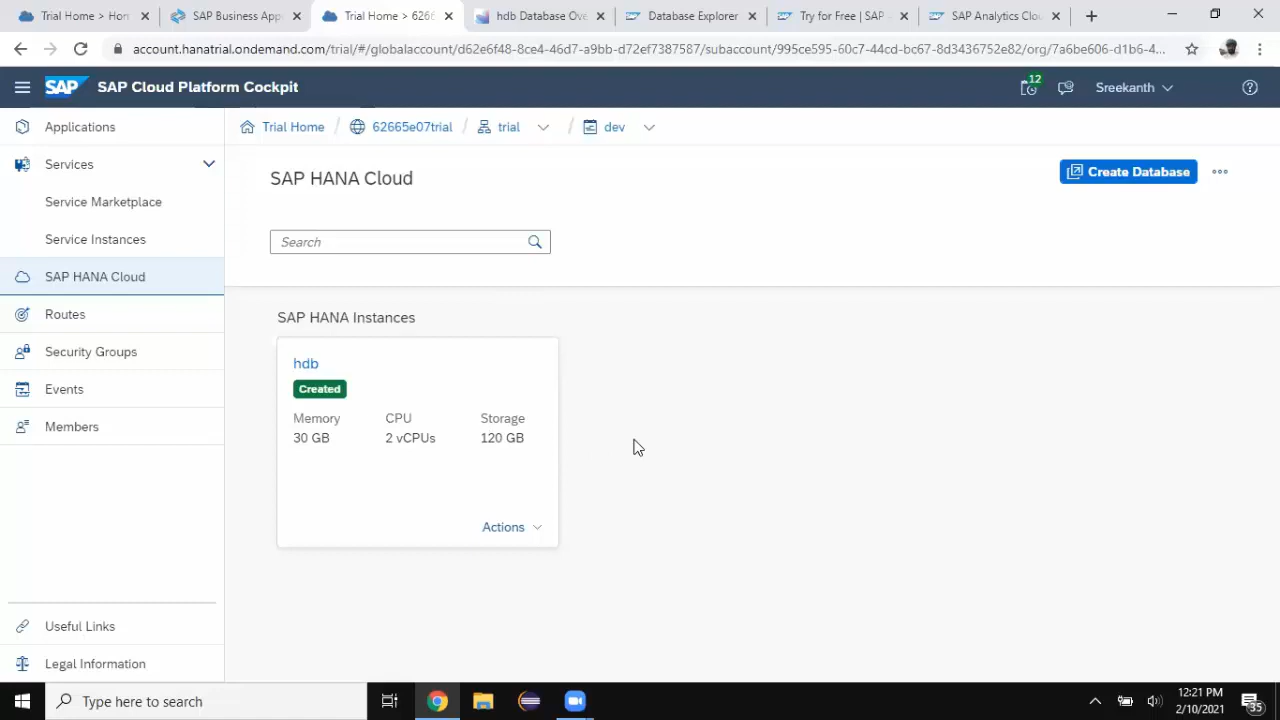 Trial Home > Hom
SAP Business App
Trial Home > 6266
hdb Database Ove
Database Explorer
Try for Free | SAP
SAP Analytics Clou
account.hanatrial.ondemand.com/trial/#/globalaccount/d62e6f48-8ce4-46d7-a9bb-d72ef7387587/subaccount/995ce595-60c7-44cd-bc67-8d3436752e82/org/7a6be606-d1b6-4...
SAP
SAP Cloud Platform Cockpit
12
Sreekanth
Applications
Services
Service Marketplace
Service Instances
SAP HANA Cloud
Routes
Security Groups
Events
Members
Useful Links
Legal Information
Trial Home / 62665e07trial / trial / dev
SAP HANA Cloud
Create Database
Search
SAP HANA Instances
hdb
Created
Memory CPU Storage
30 GB 2 vCPUs 120 GB
Actions
Type here to search
12:21 PM
2/10/2021
35